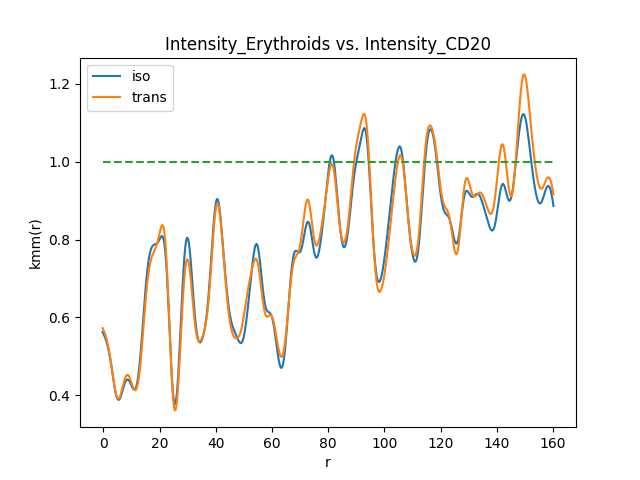 Intensity_Erythroids vs. Intensity_CD20
iso
trans
kmm(r)
1.2
1.0
0.8
0.6
0.4
0 20 40 60 80 100 120 140 160
r